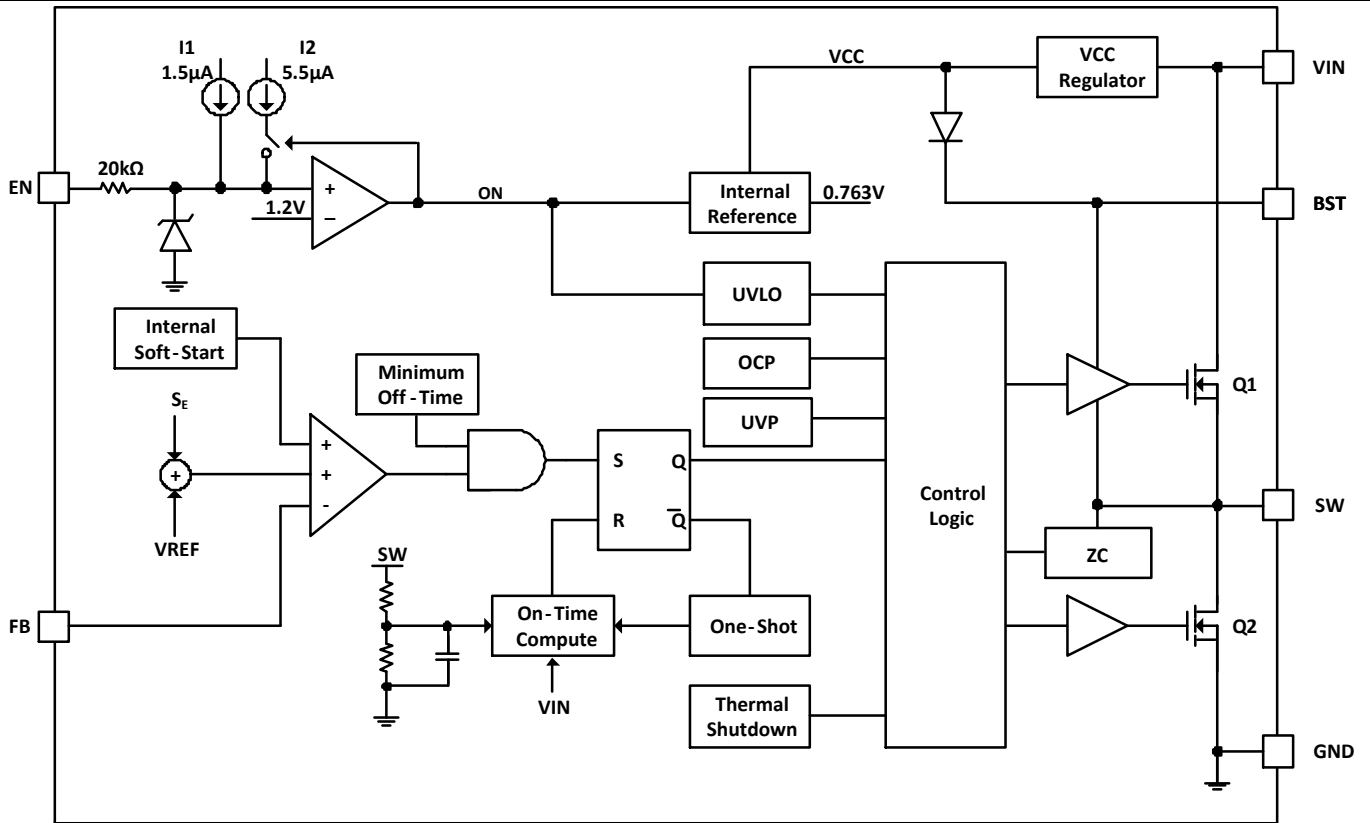 I1
1.5µA
I2
5.5µA
VCC
VCC
Regulator
VIN
20kΩ
EN
+
1.2V
−
ON
Internal
Reference
0.763V
BST
UVLO
Internal
Soft-Start
OCP
Minimum
Off-Time
Q1
SE
UVP
+
+
+
-
S
Q
R
Q̅
Control
Logic
SW
VREF
SW
ZC
FB
On-Time
Compute
One-Shot
Q2
VIN
Thermal
Shutdown
GND